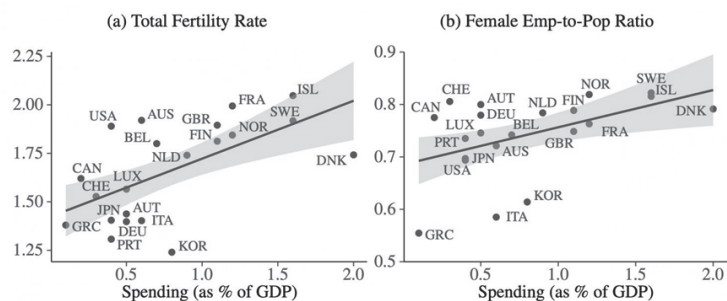 (a) Total Fertility Rate
2.00
1.75
1.50
1.25
USA
AUS
BEL
GBR
FRA
ISL
SWE
FIN
NOR
NLD
DNK
CAN
CHE
LUX
JPN
AUT
ITA
GRC
DEU
PRT
KOR
0.5
1.0
1.5
2.0
Spending (as % of GDP)
(b) Female Emp-to-Pop Ratio
0.9
0.8
0.7
0.6
0.5
CAN
CHE
AUT
DEU
NLD
FIN
NOR
SWE
ISL
DNK
LUX
BEL
PRT
GBR
FRA
JPN
AUS
USA
KOR
ITA
GRC
0.5
1.0
1.5
2.0
Spending (as % of GDP)